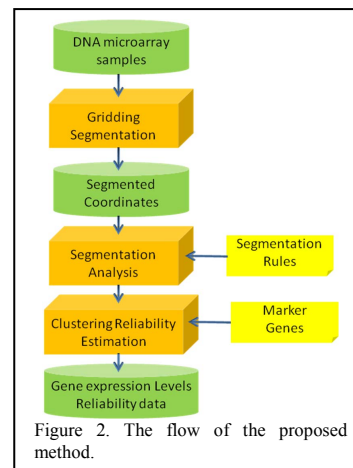 DNA microarray
samples
Gridding
Segmentation
Segmented
Coordinates
Segmentation
Analysis
Segmentation
Rules
Clustering Reliability
Estimation
Marker
Genes
Gene expression Levels
Reliability data
Figure 2. The flow of the proposed
method.